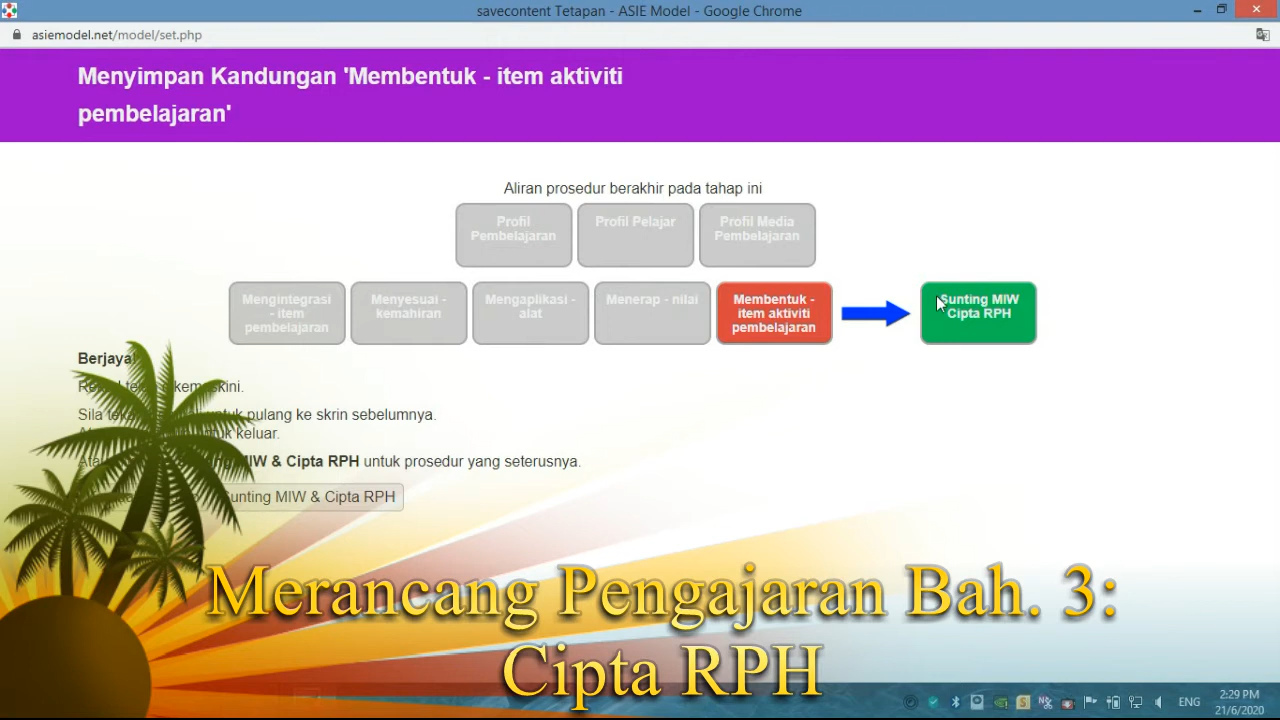 savecontent Tetapan - ASIE Model - Google Chrome
asiemodel.net/model/set.php
Menyimpan Kandungan 'Membentuk - item aktiviti
pembelajaran'
Aliran prosedur berakhir pada tahap ini
Profil
Pembelajaran
Profil Pelajar
Profil Media
Pembelajaran
Mengintegrasi
- item
pembelajaran
Menyesuai -
kemahiran
Mengaplikasi -
alat
Menerap - nilai
Membentuk -
item aktiviti
pembelajaran
Sunting MIW
Cipta RPH
Berjaya!
Sila untuk pulang ke skrin sebelumnya.
untuk keluar.
MIW & Cipta RPH untuk prosedur yang seterusnya.
Sunting MIW & Cipta RPH
Merancang Pengajaran Bah. 3:
Cipta RPH
ENG
2:29 PM
21/6/2020